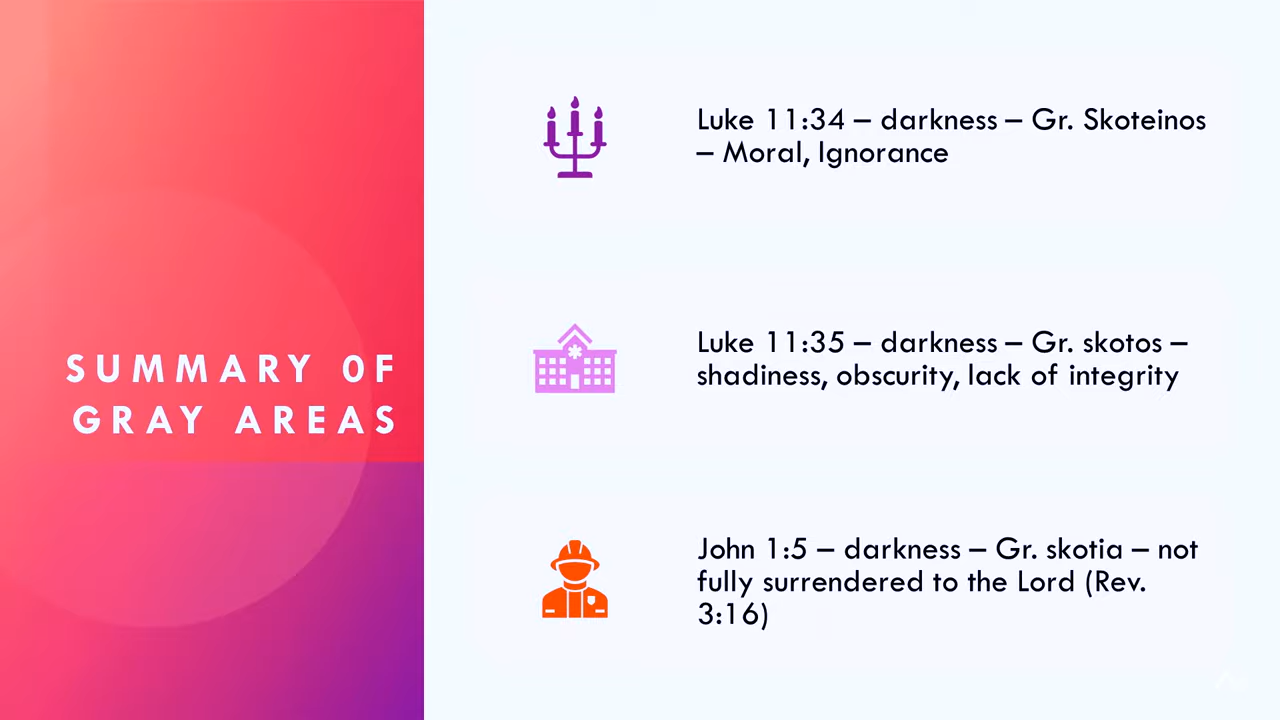 SUMMARY 0F
GRAY AREAS
Luke 11:34 – darkness – Gr. Skoteinos
– Moral, Ignorance
Luke 11:35 – darkness – Gr. skotos –
shadiness, obscurity, lack of integrity
John 1:5 – darkness – Gr. skotia – not
fully surrendered to the Lord (Rev.
3:16)